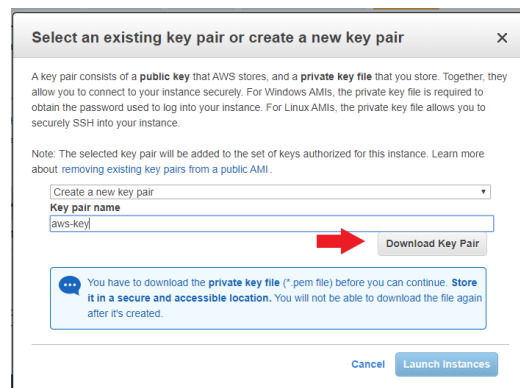 Select an existing key pair or create a new key pair
×
A key pair consists of a public key that AWS stores, and a private key file that you store. Together, they
allow you to connect to your instance securely. For Windows AMIs, the private key file is required to
obtain the password used to log into your instance. For Linux AMIs, the private key file allows you to
securely SSH into your instance.
Note: The selected key pair will be added to the set of keys authorized for this instance. Learn more
about removing existing key pairs from a public AMI.
Create a new key pair
Key pair name
aws-key
Download Key Pair
You have to download the private key file (*.pem file) before you can continue. Store
it in a secure and accessible location. You will not be able to download the file again
after it's created.
Cancel Launch Instances